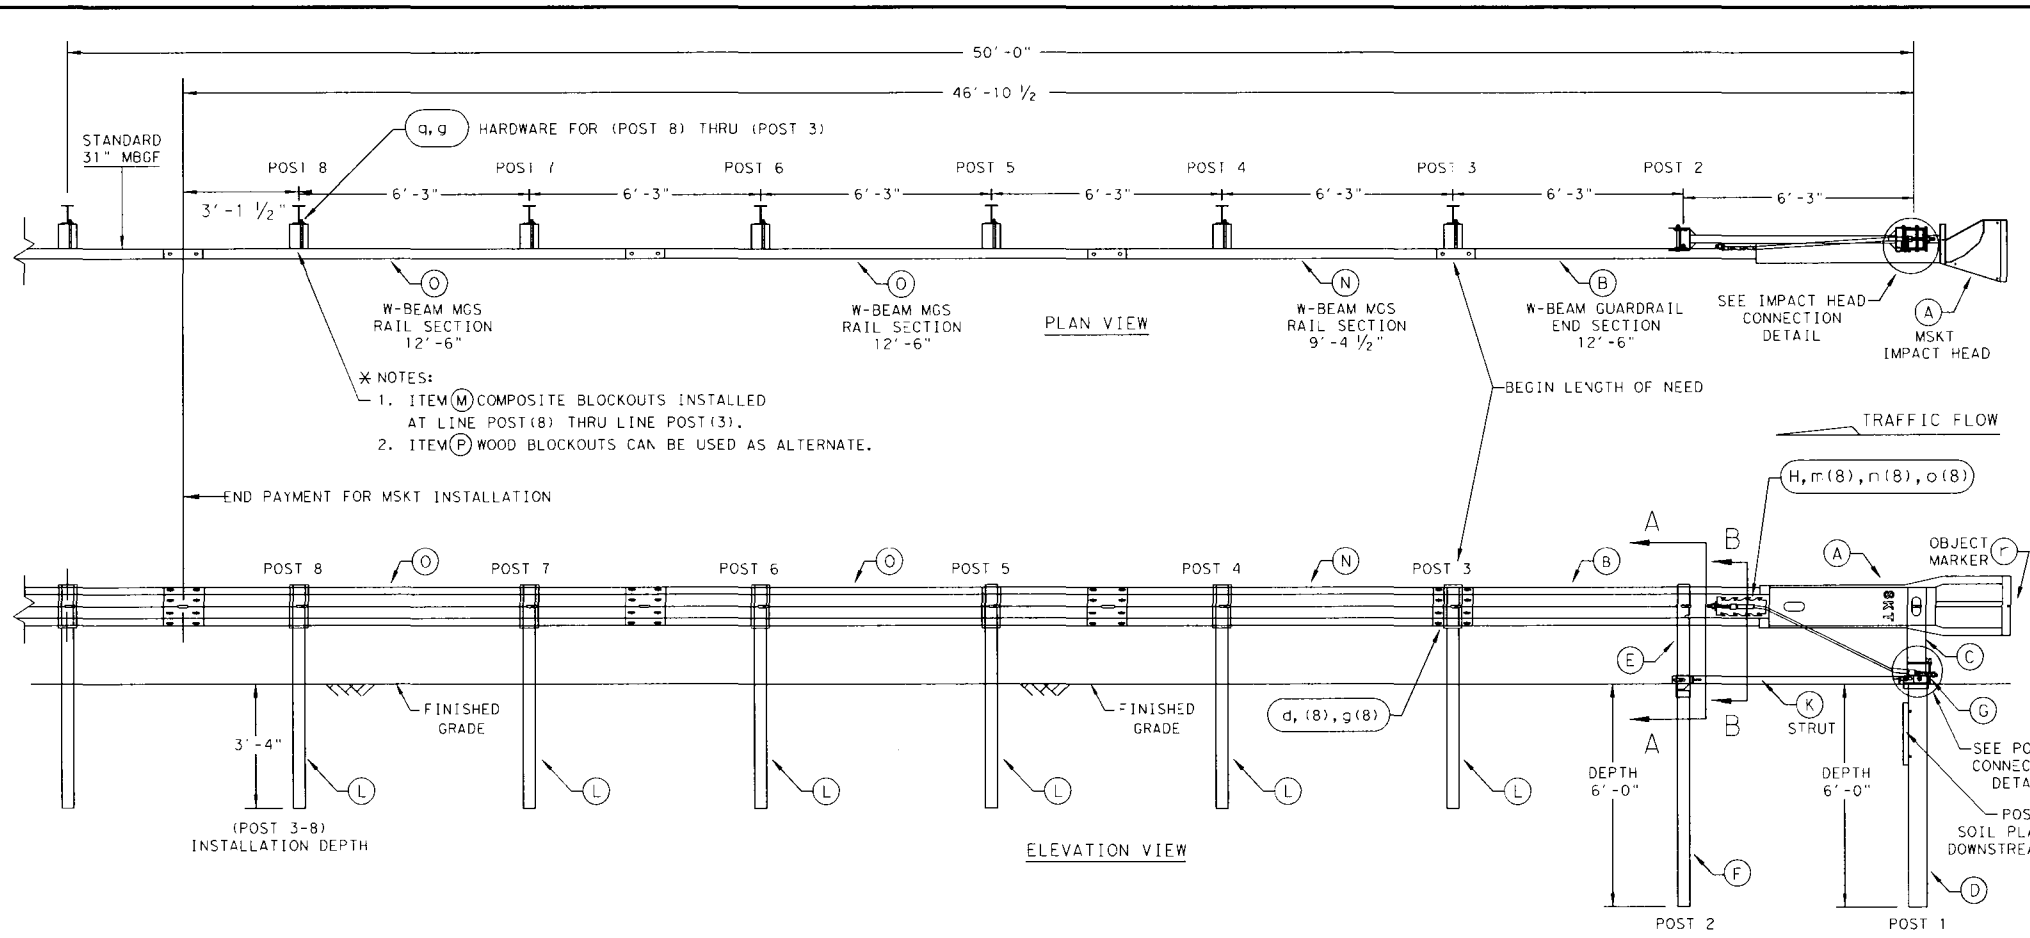 50'-0"
46'-10 1/2
q,g HARDWARE FOR (POST 8) THRU (POST 3)
STANDARD
31" MBGF
POST 8
POST 7
POST 6
POST 5
POST 4
POST 3
POST 2
3'-1 1/2"
6'-3"
6'-3"
6'-3"
6'-3"
6'-3"
6'-3"
6'-3"
O
W-BEAM MGS
RAIL SECTION
12'-6"
O
W-BEAM MGS
RAIL SECTION
12'-6"
PLAN VIEW
N
W-BEAM MGS
RAIL SECTION
9'-4 1/2"
B
W-BEAM GUARDRAIL
END SECTION
12'-6"
SEE IMPACT HEAD
CONNECTION
DETAIL
A
MSKT
IMPACT HEAD
* NOTES:
1. ITEM M COMPOSITE BLOCKOUTS INSTALLED
AT LINE POST(8) THRU LINE POST(3).
2. ITEM P WOOD BLOCKOUTS CAN BE USED AS ALTERNATE.
BEGIN LENGTH OF NEED
TRAFFIC FLOW
END PAYMENT FOR MSKT INSTALLATION
H,m(8),n(8),o(8)
A
B
A
OBJECT
MARKER
r
POST 8
O
POST 7
POST 6
O
POST 5
POST 4
N
POST 3
B
SKT
E
C
FINISHED
GRADE
FINISHED
GRADE
d,(8),g(8)
A
B
K
STRUT
G
3'-4"
L
L
L
L
L
L
DEPTH
6'-0"
DEPTH
6'-0"
SEE
CONNEC
DETA
SOIL
(POST 3-8)
INSTALLATION DEPTH
ELEVATION VIEW
F
D
POST 2
POST 1